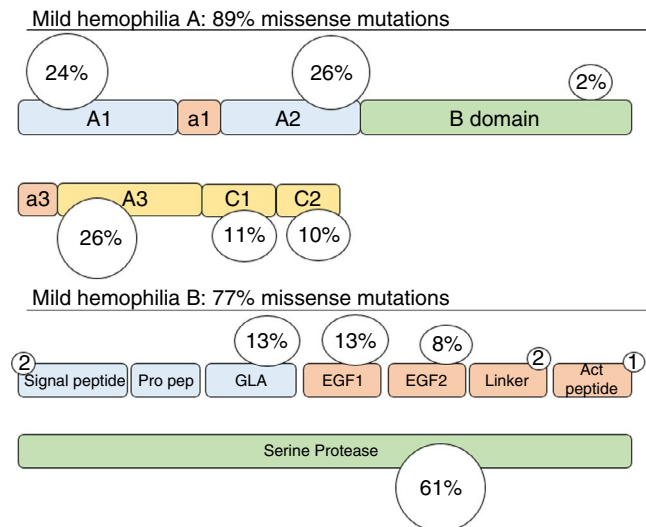 Mild hemophilia A: 89% missense mutations
24%
26%
2%
A1
a1
A2
B domain
a3
A3
C1
C2
26%
11%
10%
Mild hemophilia B: 77% missense mutations
13%
13%
8%
2
2
1
Signal peptide
Pro pep
GLA
EGF1
EGF2
Linker
Act
peptide
Serine Protease
61%